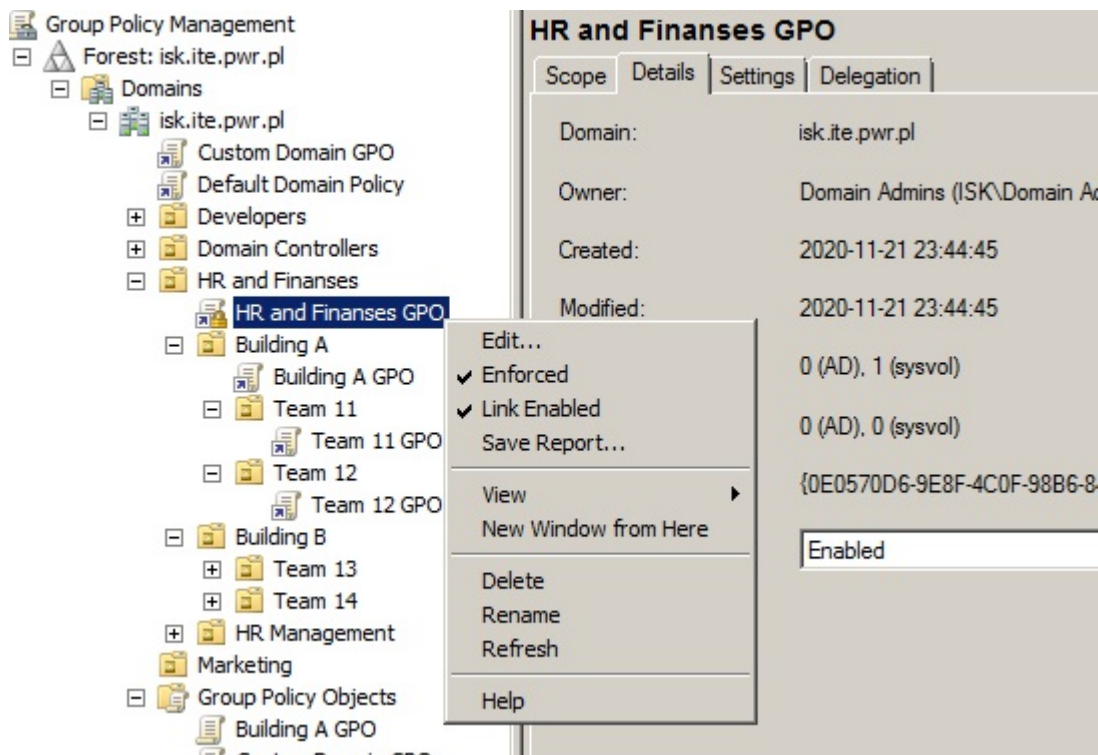 Group Policy Management
Forest: isk.ite.pwr.pl
Domains
isk.ite.pwr.pl
Custom Domain GPO
Default Domain Policy
Developers
Domain Controllers
HR and Finanses
HR and Finanses GPO
Building A
Building A GPO
Team 11
Team 11 GPO
Team 12
Team 12 GPO
Building B
Team 13
Team 14
HR Management
Marketing
Group Policy Objects
Building A GPO
Edit...
Enforced
Link Enabled
Save Report...
View
New Window from Here
Delete
Rename
Refresh
Help
HR and Finanses GPO
Scope Details Settings Delegation
Domain: isk.ite.pwr.pl
Owner: Domain Admins (ISK\Domain
Created: 2020-11-21 23:44:45
Modified: 2020-11-21 23:44:45
0 (AD), 1 (sysvol)
0 (AD), 0 (sysvol)
{0E0570D6-9E8F-4C0F-98B6-8
Enabled